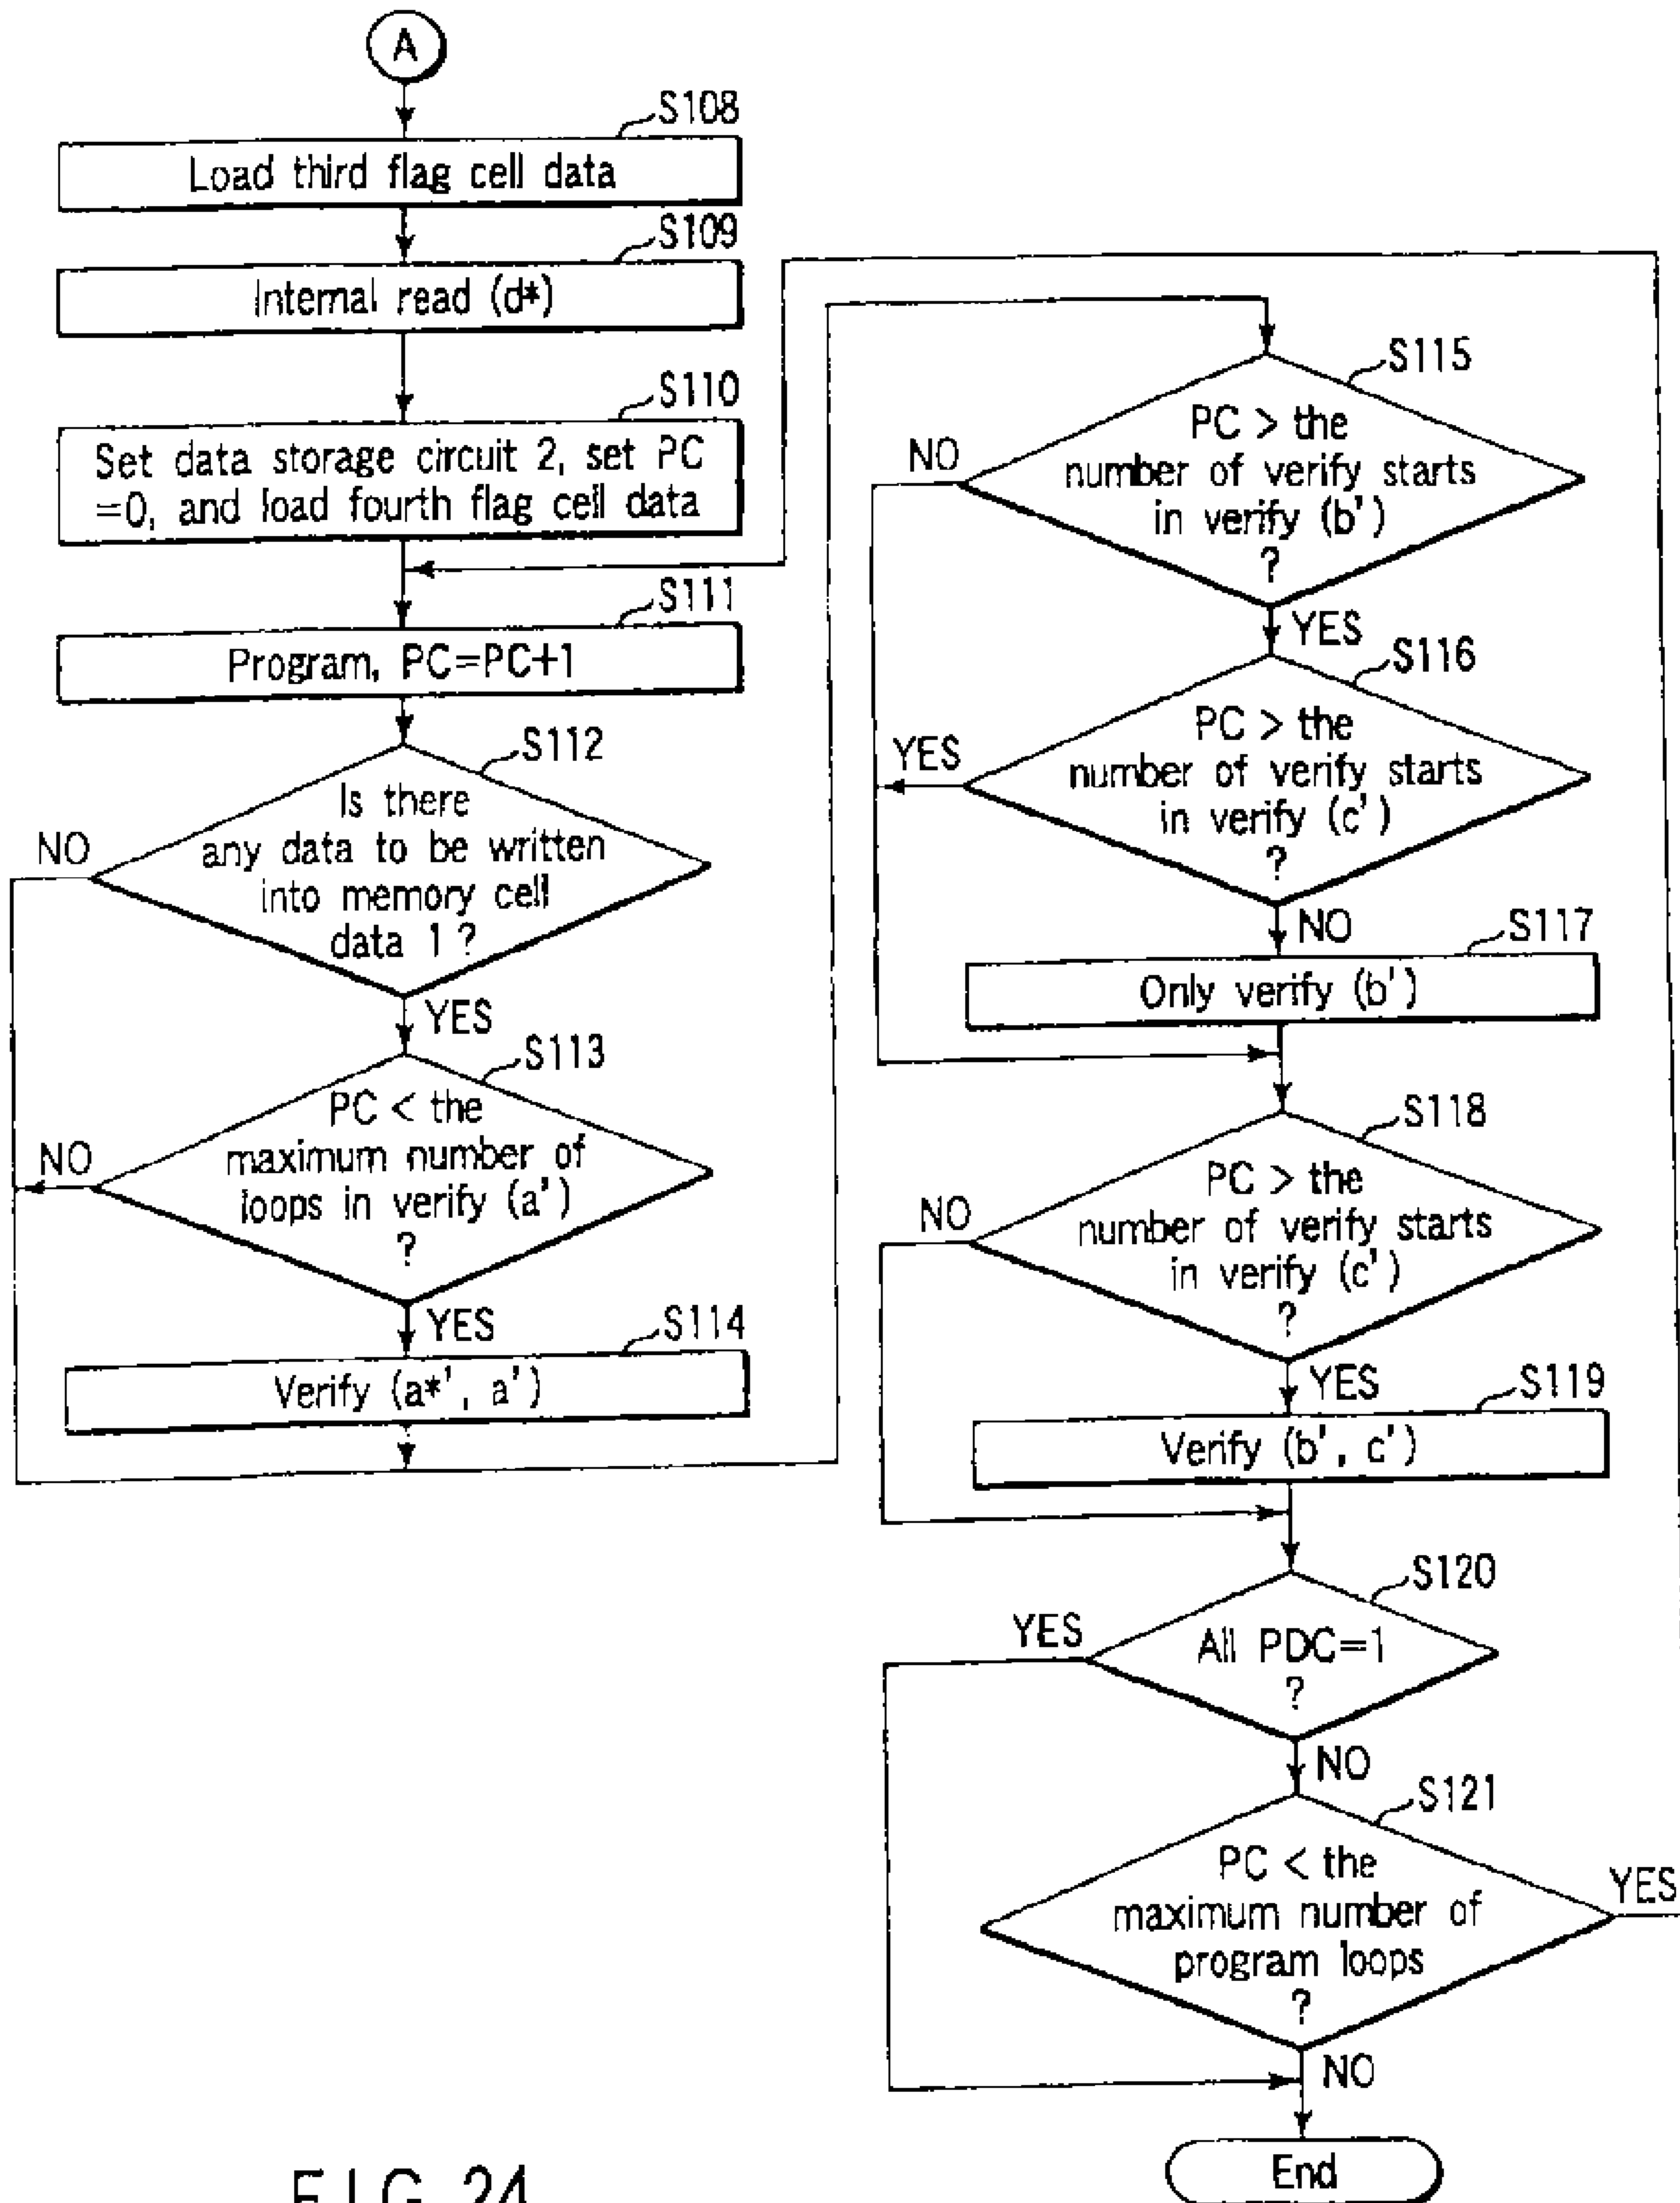 A
S108
Load third flag cell data
S109
Internal read (d*)
S110
Set data storage circuit 2, set PC
=0, and load fourth flag cell data
S111
Program, PC=PC+1
S112
Is there
any data to be written
into memory cell
data 1 ?
NO
YES
S113
PC < the
maximum number of
loops in verify (a')
?
NO
YES
S114
Verify (a*', a')
S115
PC > the
number of verify starts
in verify (b')
?
NO
YES
S116
PC > the
number of verify starts
in verify (c')
?
YES
NO
S117
Only verify (b')
S118
PC > the
number of verify starts
in verify (c')
?
NO
YES
S119
Verify (b', c')
S120
All PDC=1
?
YES
NO
S121
PC < the
maximum number of
program loops
?
YES
NO
End
FIG. 24